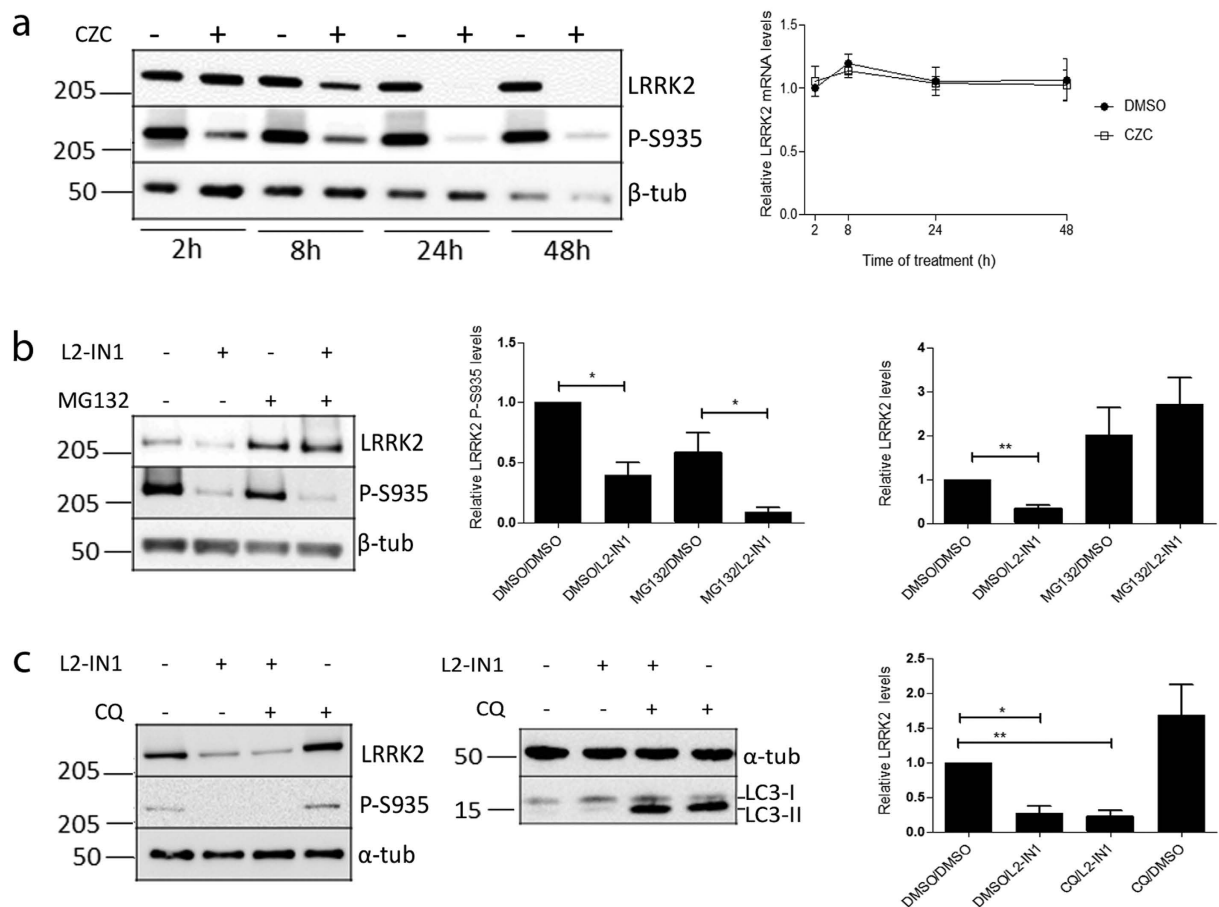 a
CZC - + - + - + - +
205 LRRK2
205 P-S935
50 β-tub
2h 8h 24h 48h
Relative LRRK2 mRNA levels
1.5
1.0
0.5
0.0
2 8 24 48
Time of treatment (h)
DMSO
CZC
b
L2-IN1 - + - +
MG132 - - + +
205 LRRK2
205 P-S935
50 β-tub
Relative LRRK2 P-S935 levels
1.5
1.0
0.5
0.0
* *
DMSO/DMSO
DMSO/L2-IN1
MG132/DMSO
MG132/L2-IN1
Relative LRRK2 levels
4
3
2
1
0
**
DMSO/DMSO
DMSO/L2-IN1
MG132/DMSO
MG132/L2-IN1
c
L2-IN1 - + + -
CQ - - + +
205 LRRK2
205 P-S935
50 α-tub
L2-IN1 - + + -
CQ - - + +
50 α-tub
LC3-I
15 LC3-II
Relative LRRK2 levels
2.5
2.0
1.5
1.0
0.5
0.0
*
**
DMSO/DMSO
DMSO/L2-IN1
CQ/L2-IN1
CQ/DMSO